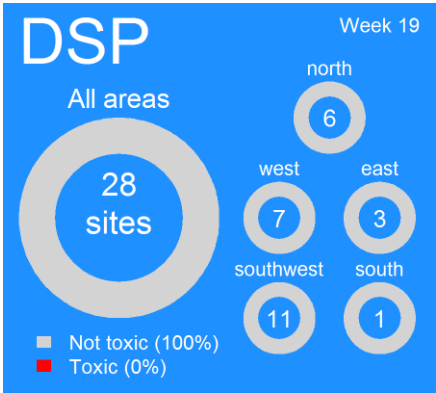 DSP
Week 19
All areas
28
sites
north
6
west
7
east
3
southwest
11
south
1
Not toxic (100%)
Toxic (0%)